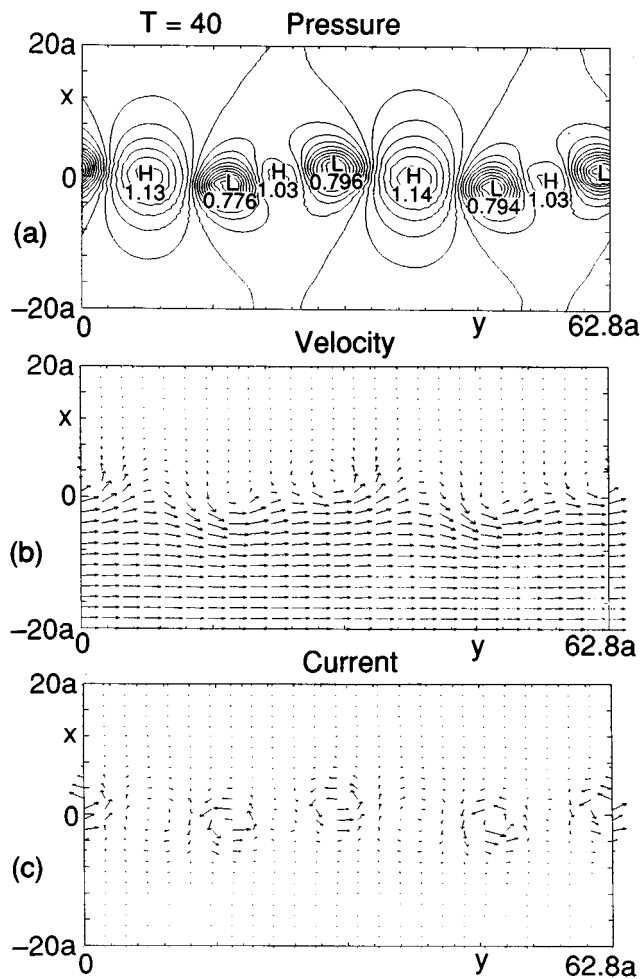 T = 40 Pressure
20a
x
H H
0 L H L L H L
1.13 0.776 1.03 0.796 1.14 0.794 1.03
(a)
−20a
0 y 62.8a
Velocity
20a
x
0
(b)
−20a
0 y 62.8a
Current
20a
x
0
(c)
−20a
0 y 62.8a